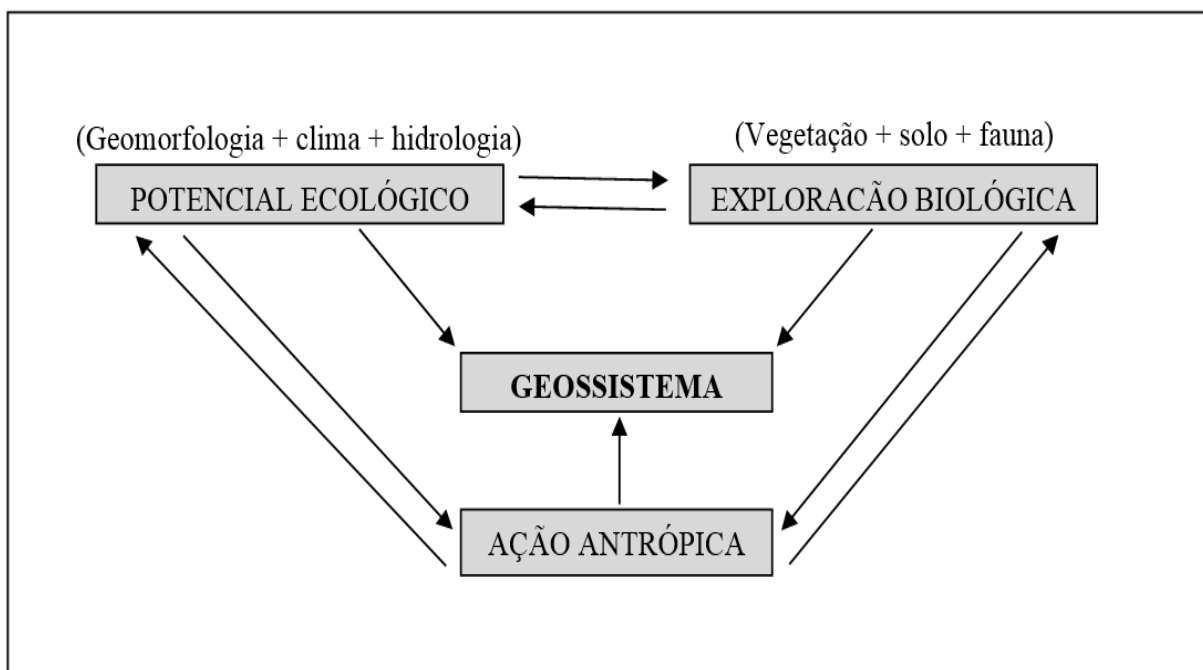 (Geomorfologia + clima + hidrologia)
POTENCIAL ECOLÓGICO
(Vegetação + solo + fauna)
EXPLORACÃO BIOLÓGICA
GEOSSISTEMA
AÇÃO ANTRÓPICA